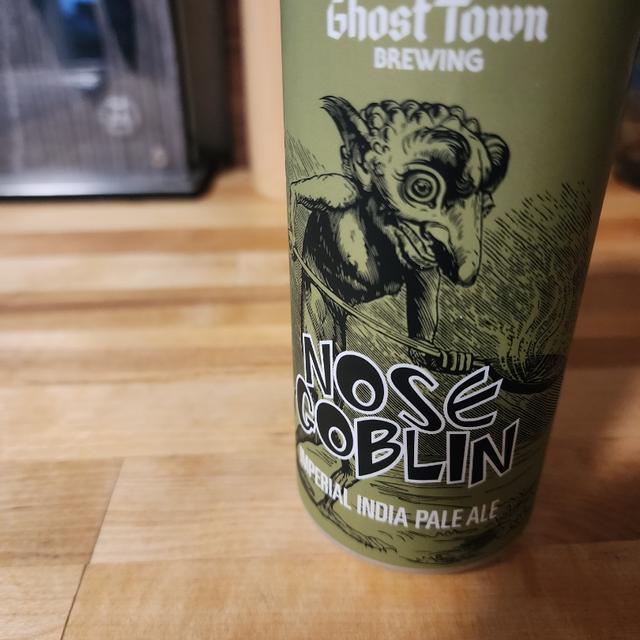 Ghost Town
BREWING
NOSE
GOBLIN
IMPERIAL INDIA PALE ALE